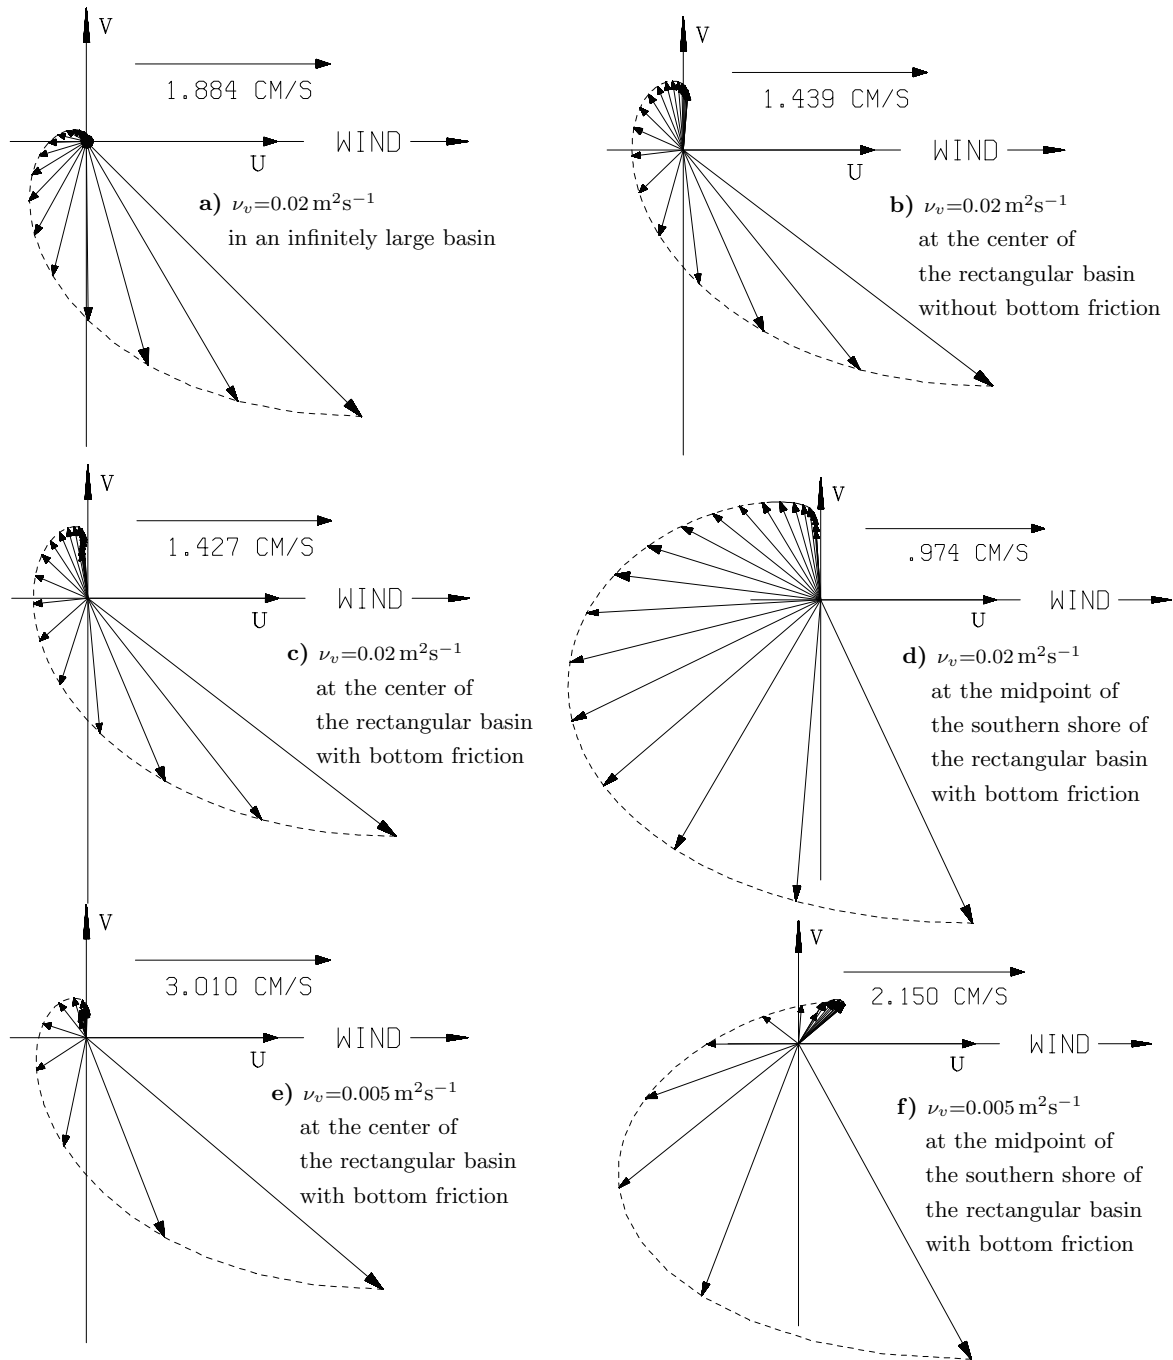 V
1.884 CM/S
WIND
U
a) νᵥ=0.02 m²s⁻¹
in an infinitely large basin
V
1.439 CM/S
WIND
U
b) νᵥ=0.02 m²s⁻¹
at the center of
the rectangular basin
without bottom friction
V
1.427 CM/S
WIND
U
c) νᵥ=0.02 m²s⁻¹
at the center of
the rectangular basin
with bottom friction
V
.974 CM/S
WIND
U
d) νᵥ=0.02 m²s⁻¹
at the midpoint of
the southern shore of
the rectangular basin
with bottom friction
V
3.010 CM/S
WIND
U
e) νᵥ=0.005 m²s⁻¹
at the center of
the rectangular basin
with bottom friction
V
2.150 CM/S
WIND
U
f) νᵥ=0.005 m²s⁻¹
at the midpoint of
the southern shore of
the rectangular basin
with bottom friction